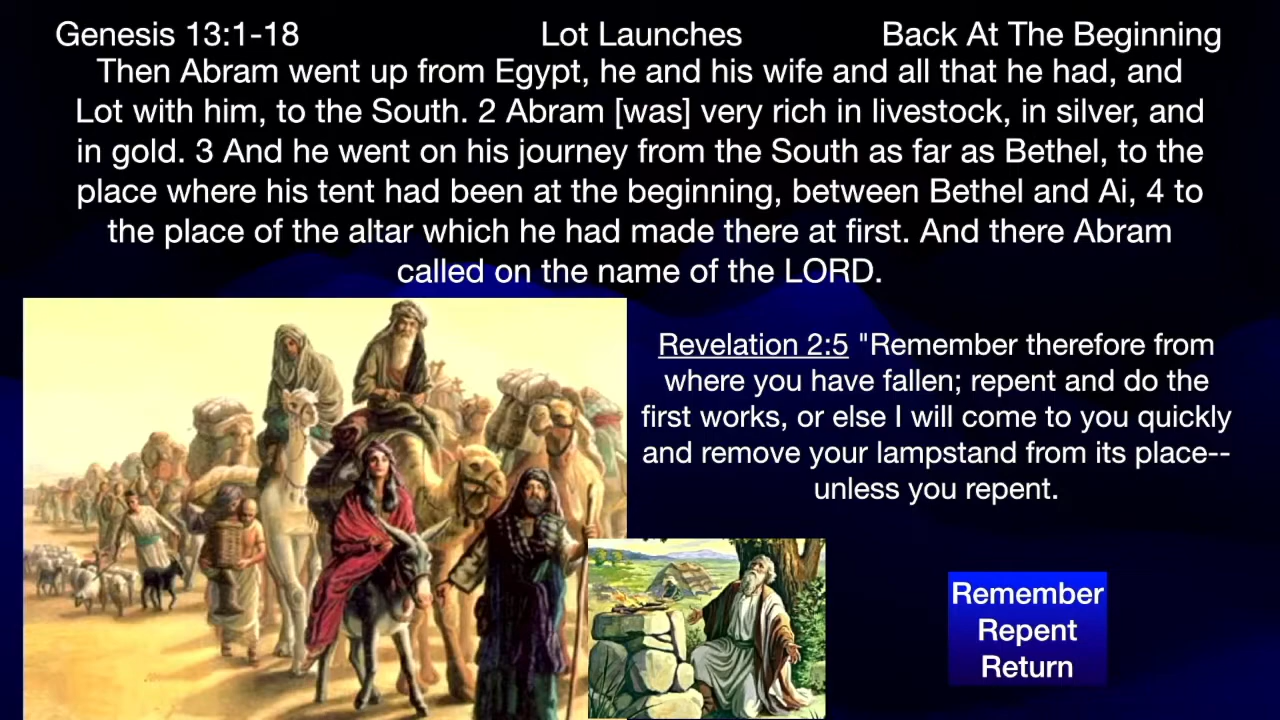 Genesis 13:1-18 Lot Launches Back At The Beginning
Then Abram went up from Egypt, he and his wife and all that he had, and
Lot with him, to the South. 2 Abram [was] very rich in livestock, in silver, and
in gold. 3 And he went on his journey from the South as far as Bethel, to the
place where his tent had been at the beginning, between Bethel and Ai, 4 to
the place of the altar which he had made there at first. And there Abram
called on the name of the LORD.
Revelation 2:5 "Remember therefore from
where you have fallen; repent and do the
first works, or else I will come to you quickly
and remove your lampstand from its place--
unless you repent.
Remember
Repent
Return